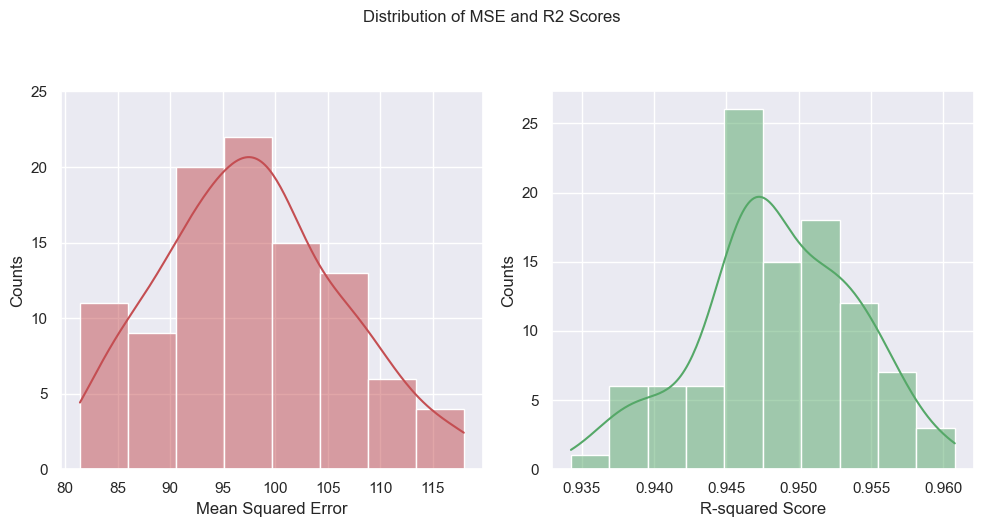 Distribution of MSE and R2 Scores
25
20
15
10
5
0
Counts
80 85 90 95 100 105 110 115
Mean Squared Error
25
20
15
10
5
0
Counts
0.935 0.940 0.945 0.950 0.955 0.960
R-squared Score